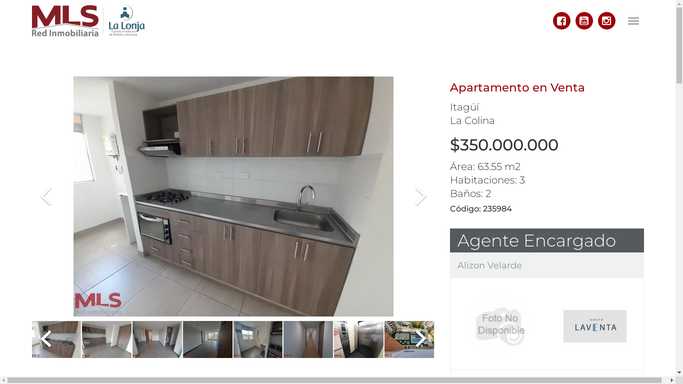 MLS
Red Inmobiliaria
La Lonja
Apartamento en Venta
Itagüí
La Colina
$350.000.000
Área: 63,55 m2
Habitaciones: 3
Baños: 2
Código: 235984
Agente Encargado
Alizon Velarde
Foto No
Disponible
LAVENTA
MLS